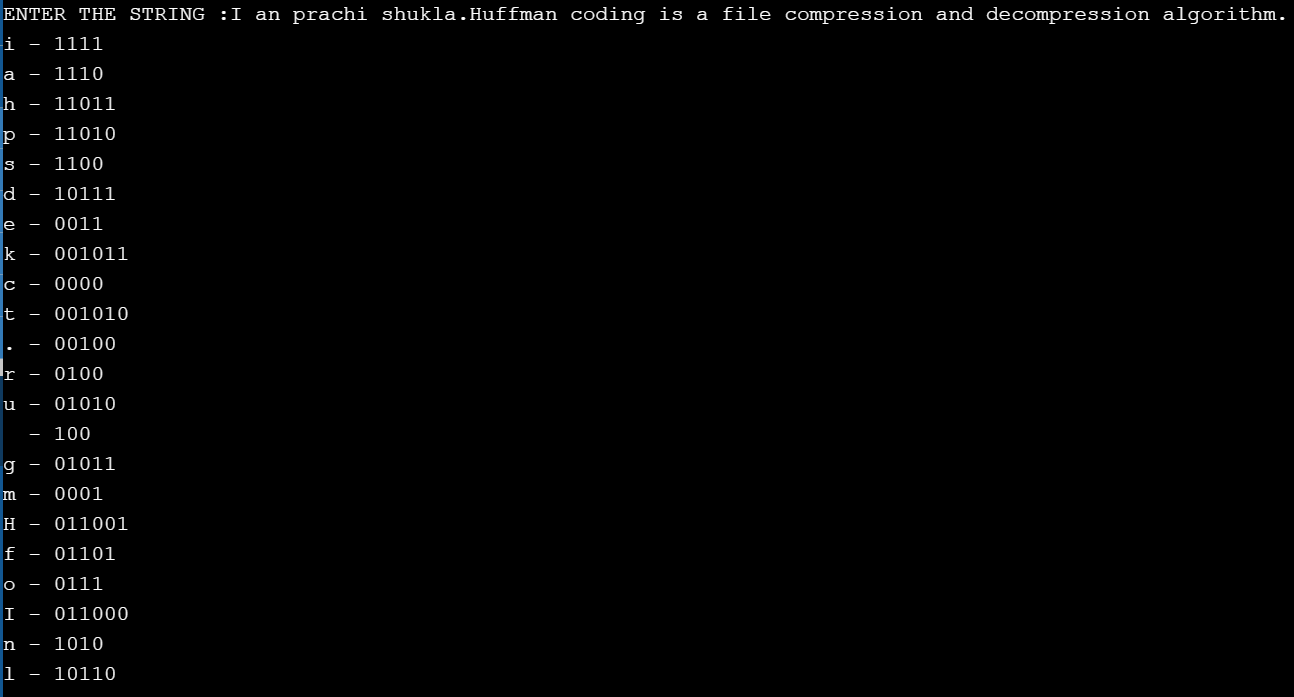 ENTER THE STRING :I an prachi shukla.Huffman coding is a file compression and decompression algorithm.
i - 1111
a - 1110
h - 11011
p - 11010
s - 1100
d - 10111
e - 0011
k - 001011
c - 0000
t - 001010
. - 00100
r - 0100
u - 01010
  - 100
g - 01011
m - 0001
H - 011001
f - 01101
o - 0111
I - 011000
n - 1010
l - 10110